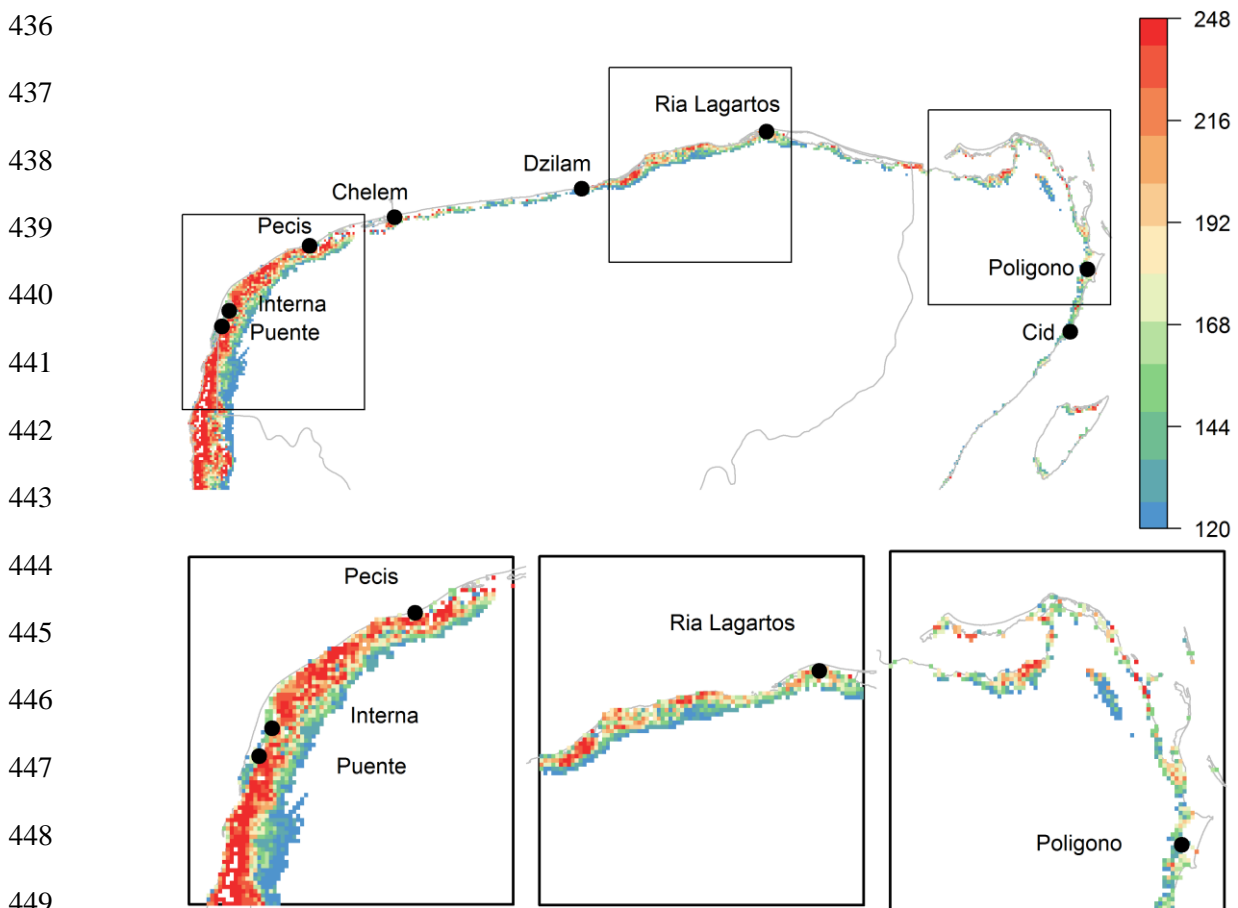 436
248
437
Ria Lagartos
216
438
Dzilam
Chelem
439
Pecis
192
Poligono
440
Interna
Puente
168
Cid
441
442
144
443
120
444
Pecis
445
Ria Lagartos
446
Interna
447
Puente
448
Poligono
449